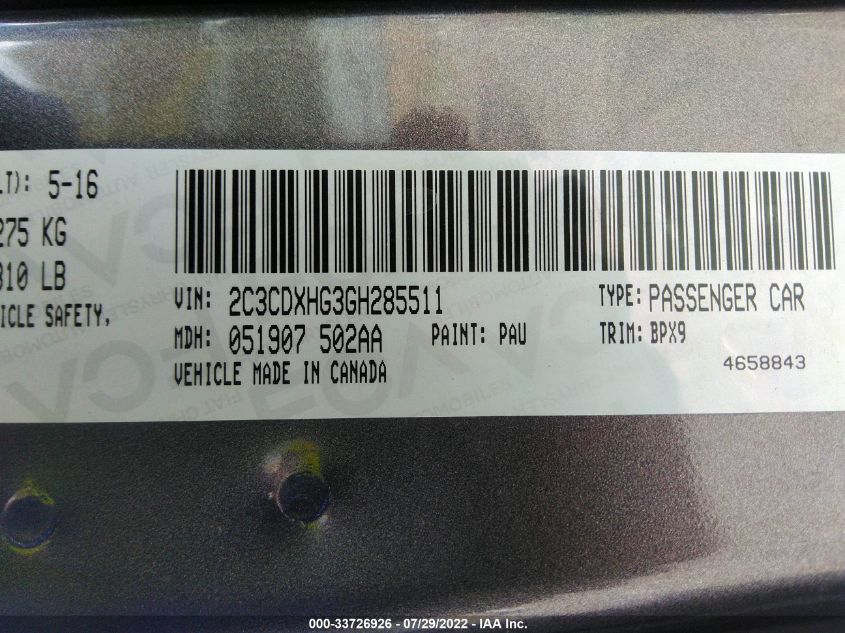 LT): 5-16
275 KG
310 LB
ICLE SAFETY,
VIN: 2C3CDXHG3GH285511 TYPE: PASSENGER CAR
MDH: 051907 502AA PAINT: PAU TRIM: BPX9
VEHICLE MADE IN CANADA
4658843
000-33726926 - 07/29/2022 - IAA Inc.